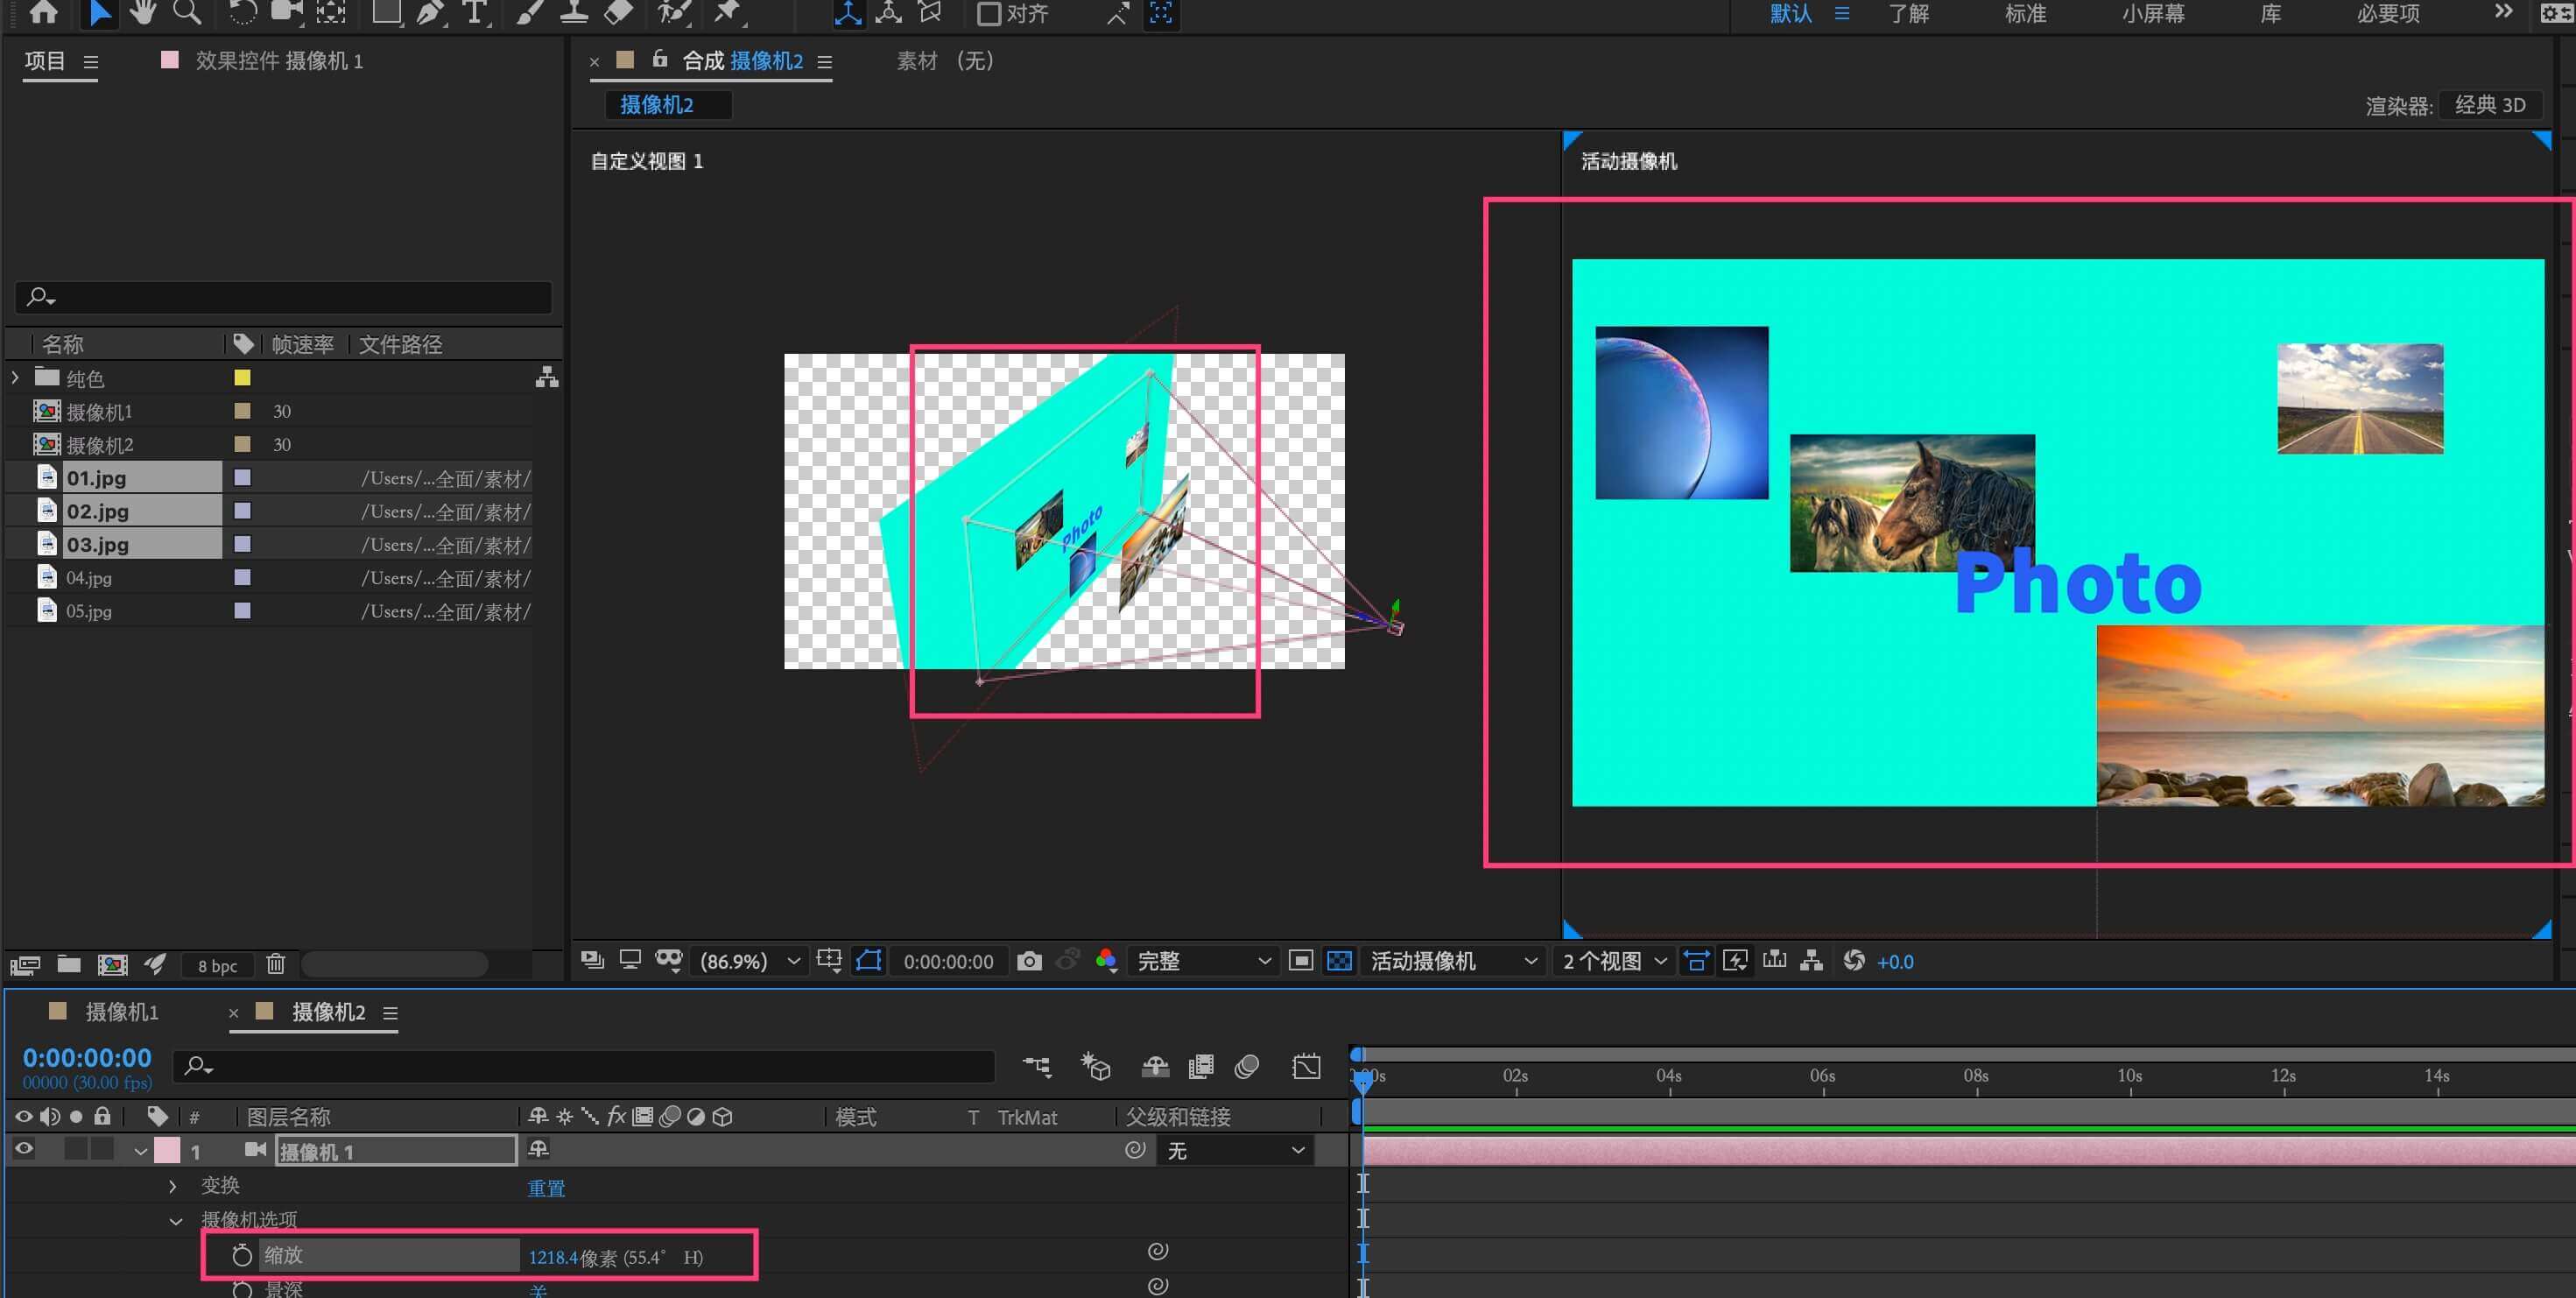 对齐
默认 了解 标准 小屏幕 库 必要项
项目 效果控件 摄像机 1
合成 摄像机2 素材 (无)
摄像机2
渲染器: 经典 3D
自定义视图 1
活动摄像机
名称 帧速率 文件路径
纯色
摄像机1 30
摄像机2 30
01.jpg /Users/...全面/素材/
02.jpg /Users/...全面/素材/
03.jpg /Users/...全面/素材/
04.jpg /Users/...全面/素材/
05.jpg /Users/...全面/素材/
Photo
Photo
8 bpc
(86.9%) 0:00:00:00 完整 活动摄像机 2 个视图 +0.0
摄像机1 摄像机2
0:00:00:00
00000 (30.00 fps)
02s 04s 06s 08s 10s 12s 14s
# 图层名称 fx 模式 T TrkMat 父级和链接
1 摄像机 1 无
变换 重置
摄像机选项
缩放 1218.4像素 (55.4° H)
景深 关